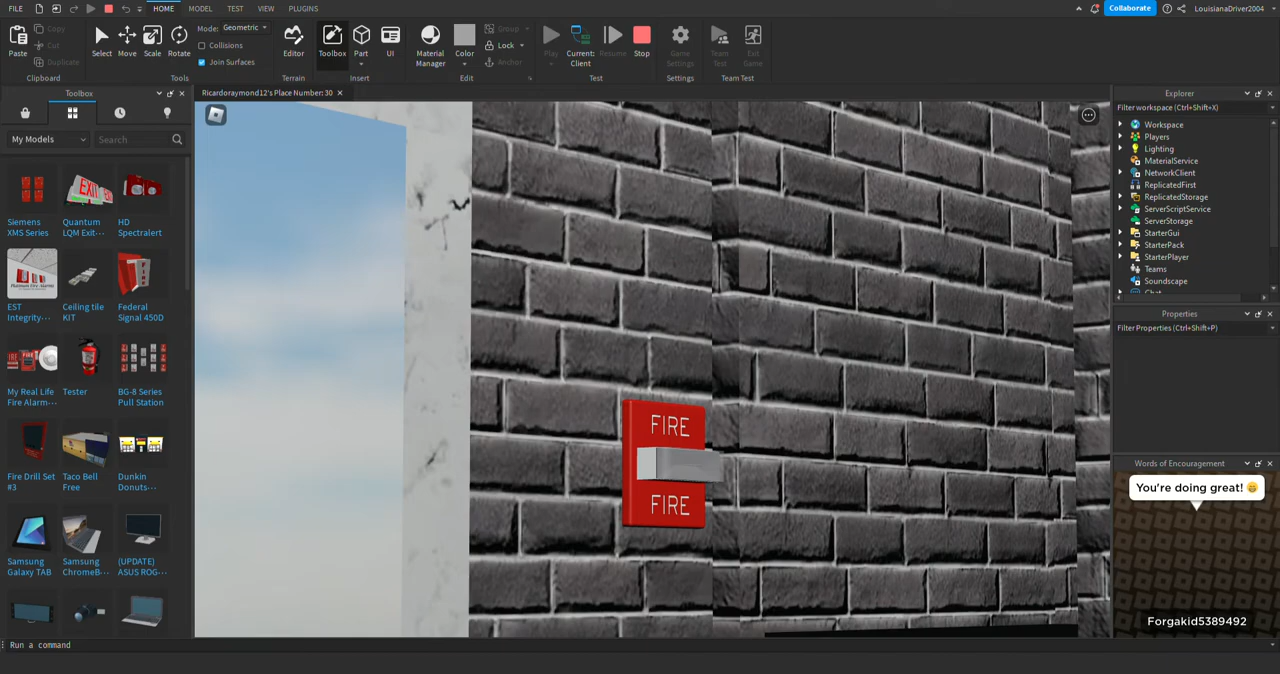 FILE
HOME
MODEL
TEST
VIEW
PLUGINS
Collaborate
LouisianaDriver2004
Paste
Copy
Cut
Duplicate
Clipboard
Select
Move
Scale
Rotate
Mode: Geometric
Collisions
Join Surfaces
Tools
Editor
Terrain
Toolbox
Part
UI
Insert
Material
Manager
Color
Group
Lock
Anchor
Edit
Play
Current:
Client
Resume
Stop
Test
Game
Settings
Settings
Team
Test
Exit
Game
Team Test
Toolbox
My Models
Search
Siemens
XMS Series
Quantum
LQM Exit-···
HD
Spectralert
EST
Integrity-···
Ceiling tile
KIT
Federal
Signal 450D
My Real Life
Fire Alarm···
Tester
BG-8 Series
Pull Station
Fire Drill Set
#3
Taco Bell
Free
Dunkin
Donuts···
Samsung
Galaxy TAB
Samsung
ChromeB···
(UPDATE)
ASUS ROG···
EXIT
FIRE
Ricardoraymond12's Place Number: 30
FIRE
FIRE
Explorer
Filter workspace (Ctrl+Shift+X)
Workspace
Players
Lighting
MaterialService
NetworkClient
ReplicatedFirst
ReplicatedStorage
ServerScriptService
ServerStorage
StarterGui
StarterPack
StarterPlayer
Teams
Soundscape
Chat
Properties
Filter Properties (Ctrl+Shift+P)
Words of Encouragement
You're doing great! 😁
Forgakid5389492
Run a command